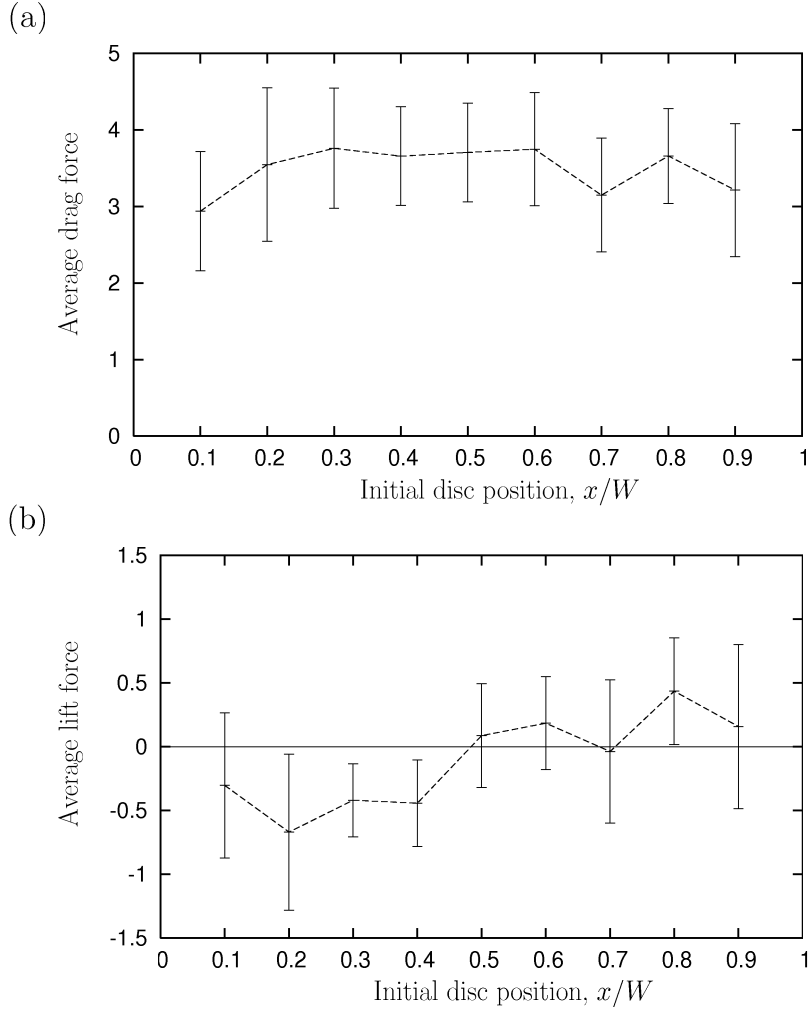 (a)
5
4
3
2
1
0
Average drag force
0 0.1 0.2 0.3 0.4 0.5 0.6 0.7 0.8 0.9 1
Initial disc position, x/W
(b)
1.5
1
0.5
0
-0.5
-1
-1.5
Average lift force
0 0.1 0.2 0.3 0.4 0.5 0.6 0.7 0.8 0.9 1
Initial disc position, x/W